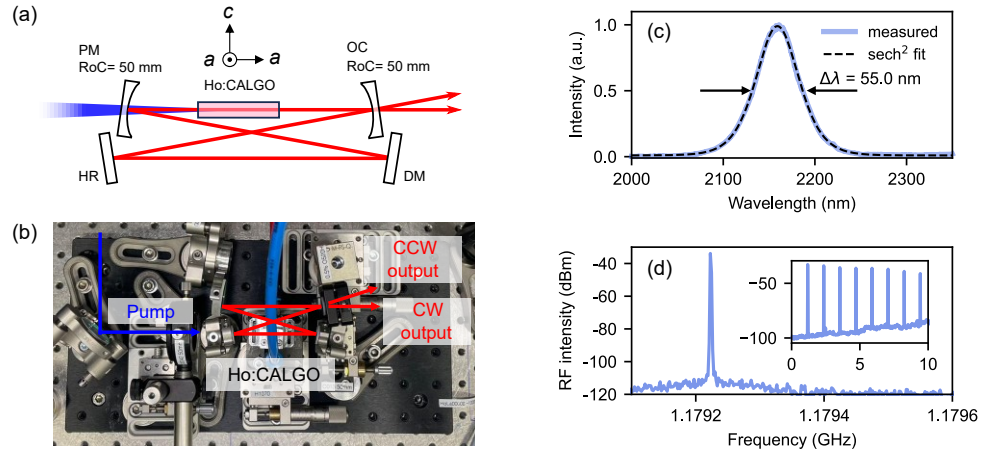 (a)
c
a
a
PM
RoC= 50 mm
OC
RoC= 50 mm
Ho:CALGO
HR
DM
(b)
CCW
output
Pump
CW
output
Ho:CALGO
(c)
measured
sech² fit
Δλ = 55.0 nm
Intensity (a.u.)
1.0
0.5
0.0
2000
2100
2200
2300
Wavelength (nm)
(d)
RF intensity (dBm)
-40
-60
-80
-100
-120
-50
-100
0
5
10
1.1792
1.1794
1.1796
Frequency (GHz)